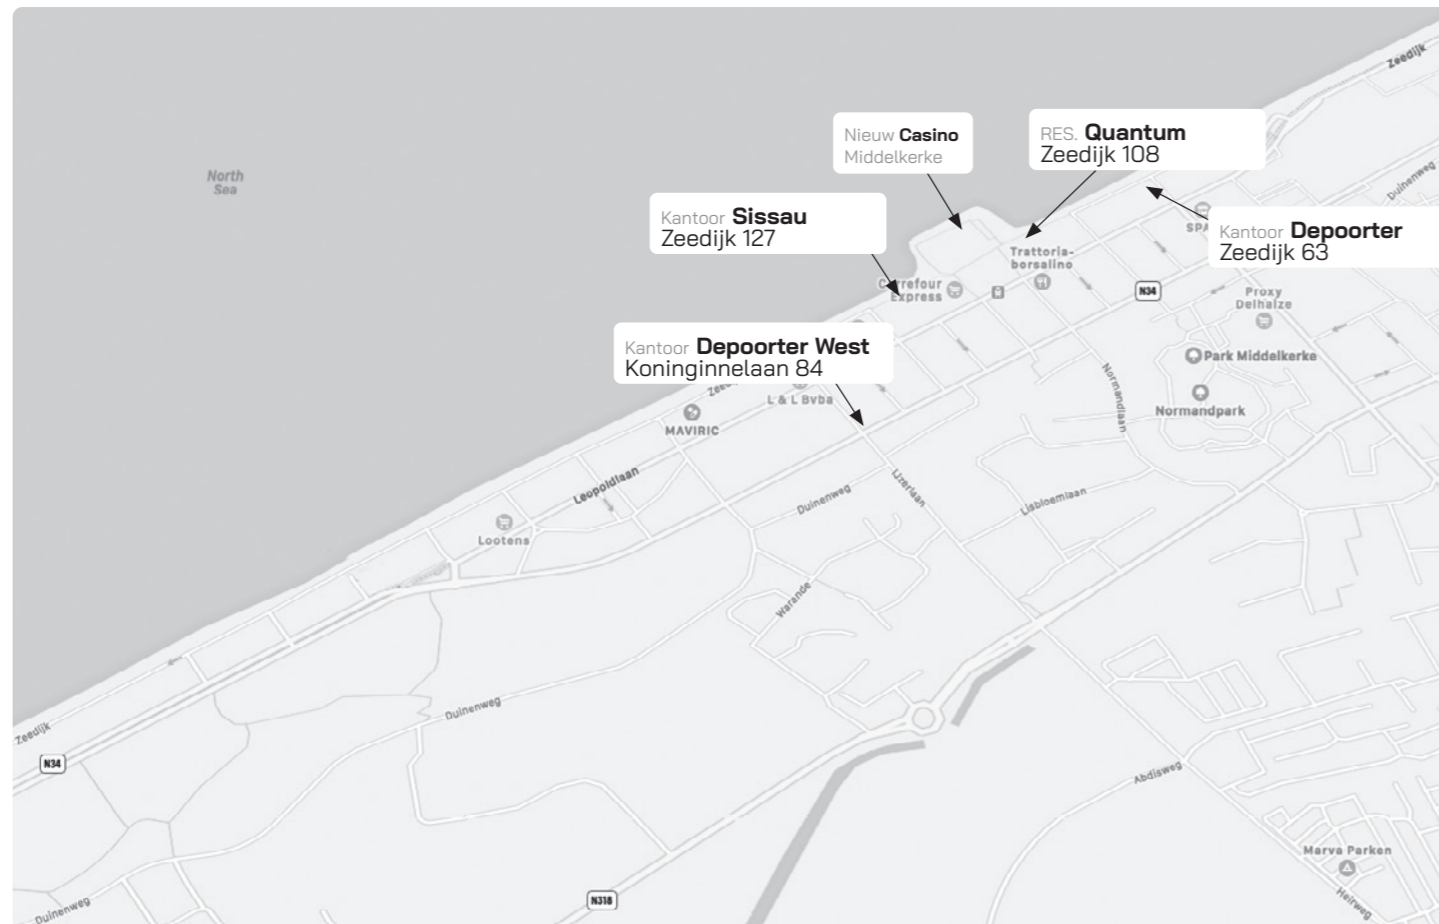 Zeedijk
Nieuw Casino
Middelkerke
RES. Quantum
Zeedijk 108
North
Sea
Duinenweg
Kantoor Sissau
Zeedijk 127
SPA
Kantoor Depoorter
Zeedijk 63
Trattoria-
borsalino
Carrefour
Express
N34
Proxy
Delhaize
Kantoor Depoorter West
Koninginnelaan 84
Park Middelkerke
Normandlaan
L & L Bvba
Normandpark
MAVIRIC
Leopoldlaan
IJzerlaan
Duinenweg
Lisbloemlaan
Lootens
Warande
Duinenweg
Zeedijk
N34
Abdisweg
Marva Parken
N318
Heirweg
Duinenweg